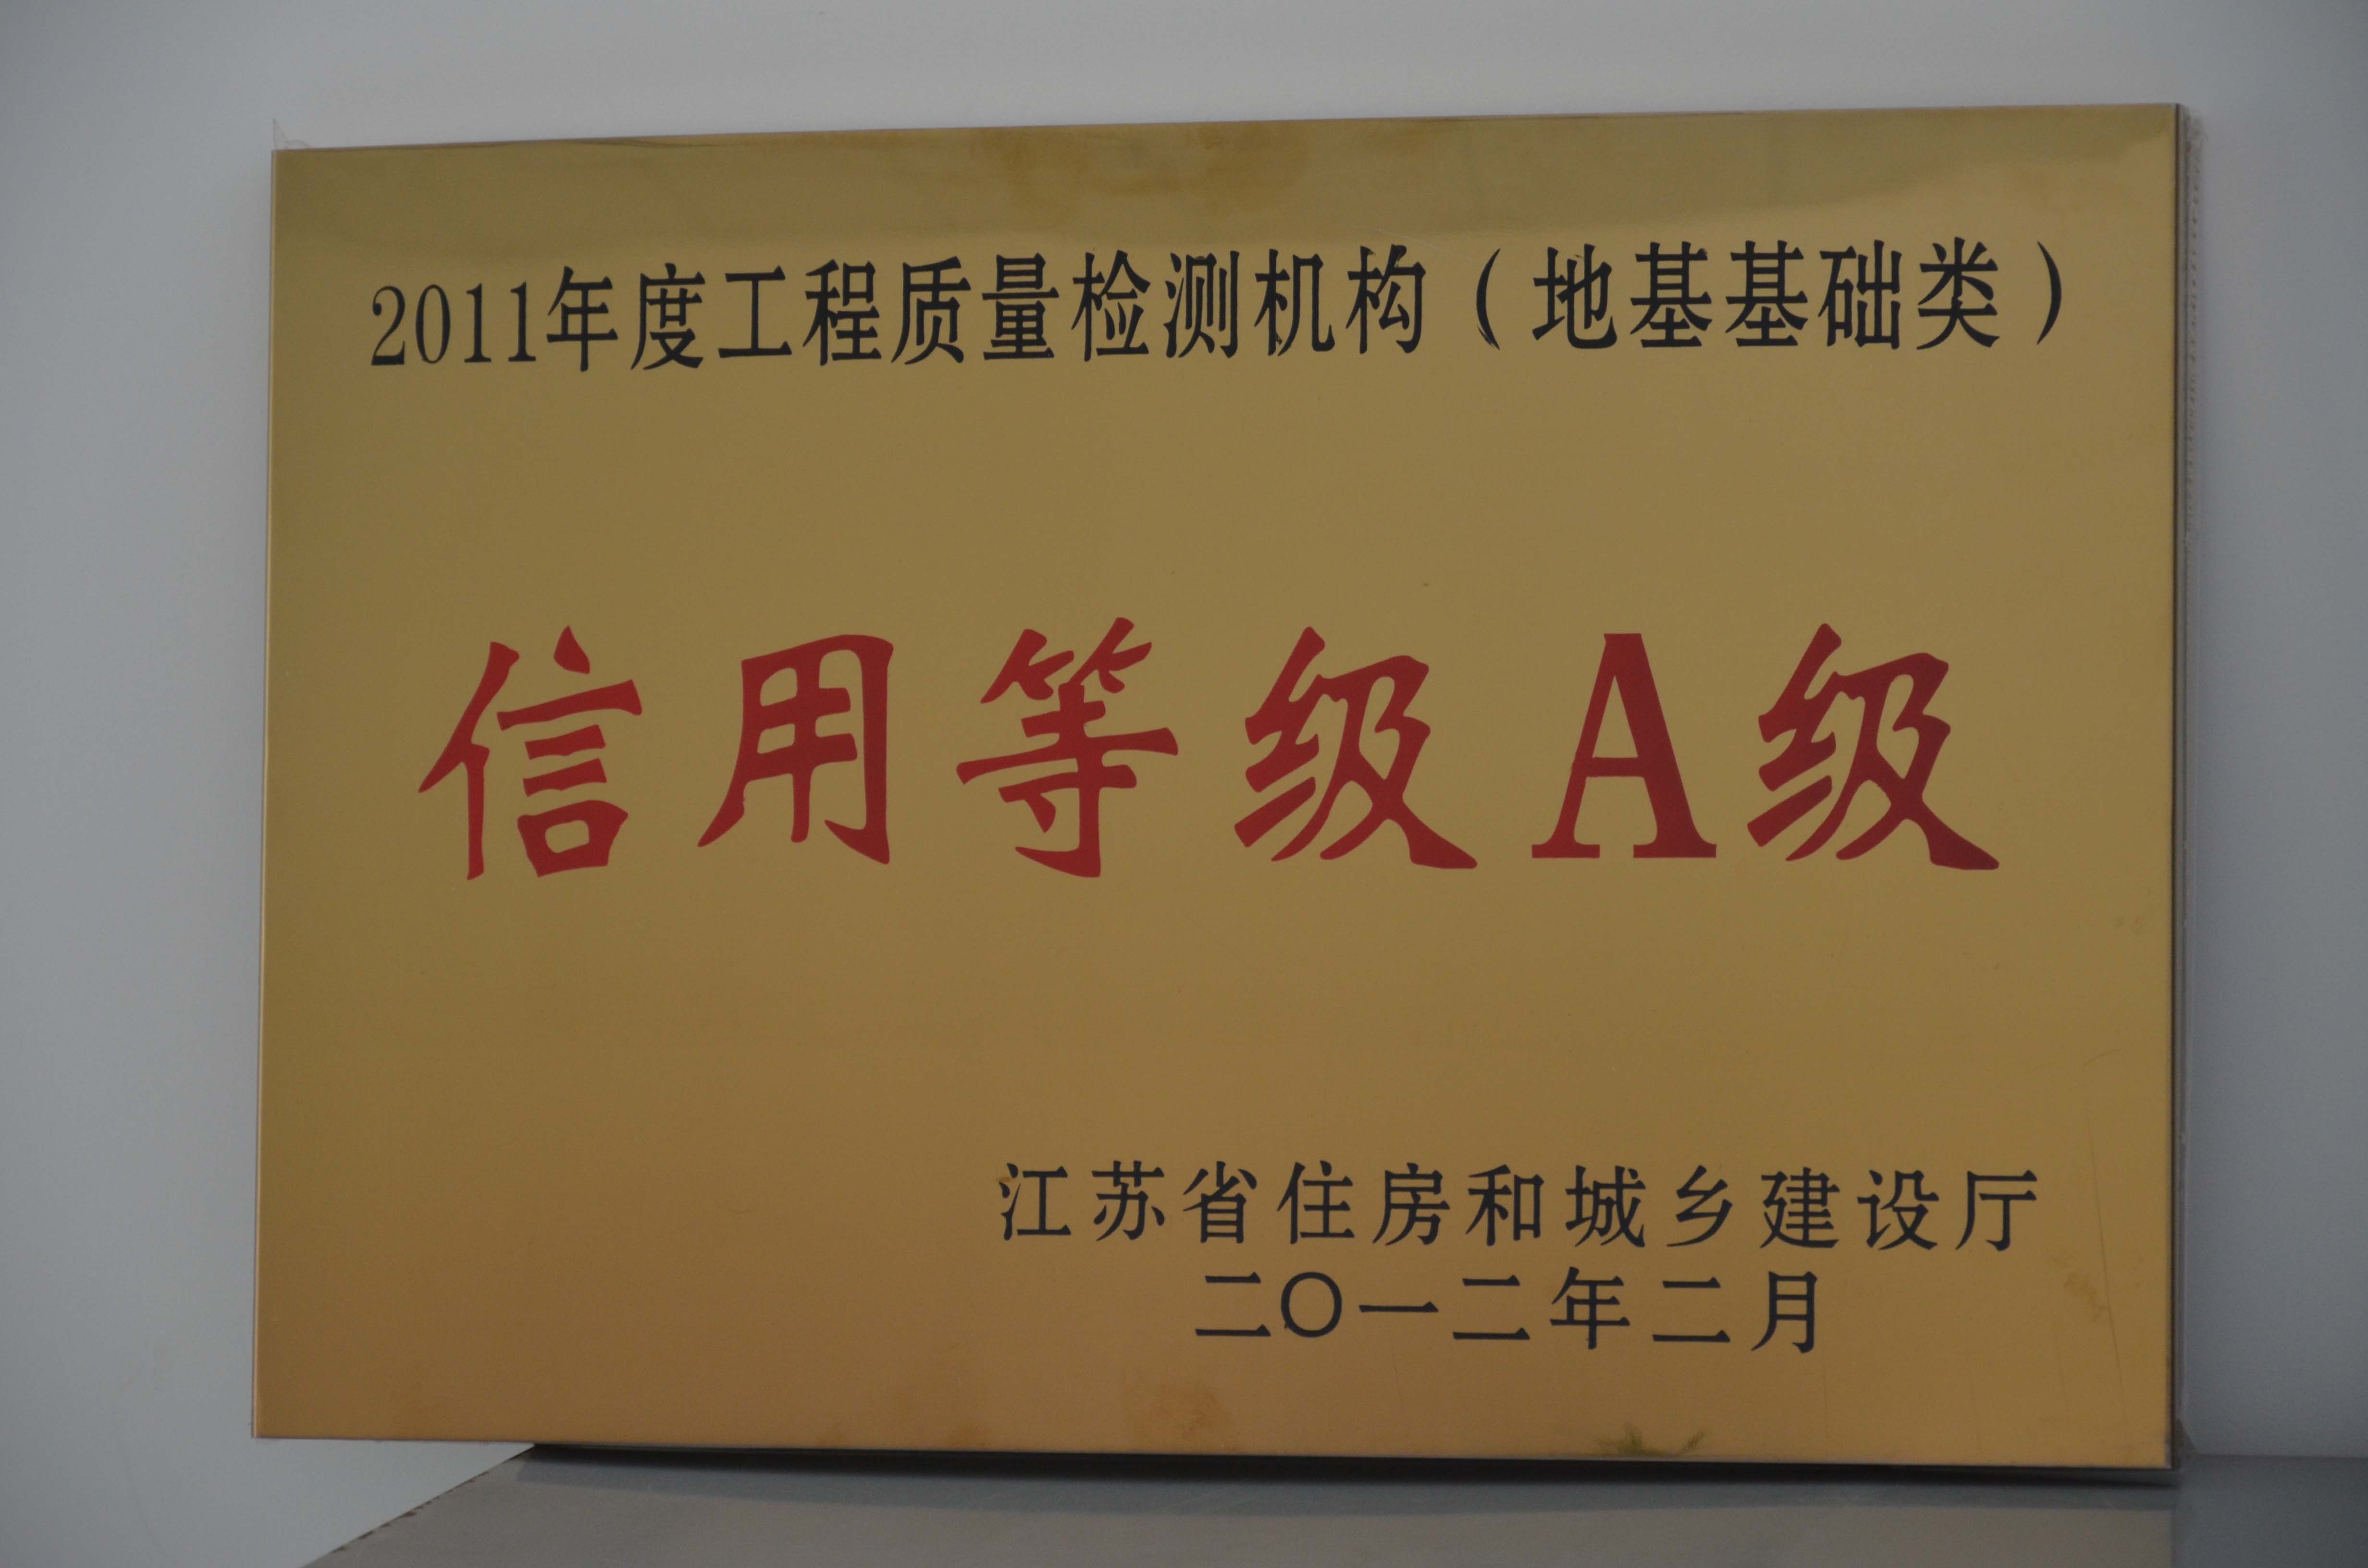 2011年度工程质量检测机构（地基基础类）
信用等级A级
江苏省住房和城乡建设厅
二〇一二年二月